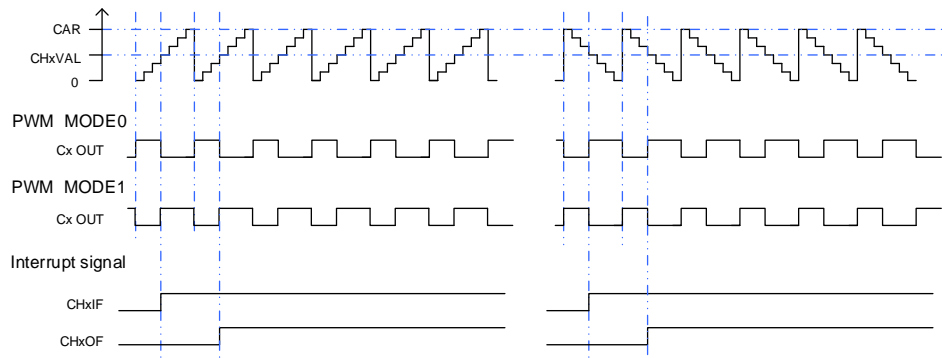 CAR
CHxVAL
0
PWM MODE0
Cx OUT
PWM MODE1
Cx OUT
Interrupt signal
CHxIF
CHxOF